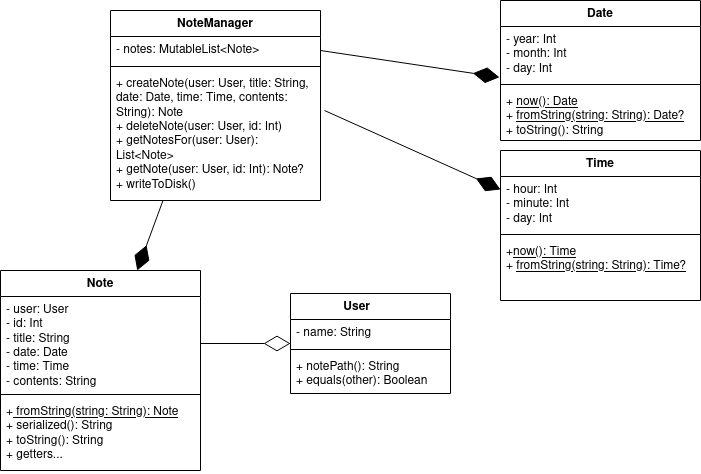 NoteManager
- notes: MutableList<Note>
+ createNote(user: User, title: String,
date: Date, time: Time, contents:
String): Note
+ deleteNote(user: User, id: Int)
+ getNotesFor(user: User):
List<Note>
+ getNote(user: User, id: Int): Note?
+ writeToDisk()
Date
- year: Int
- month: Int
- day: Int
+ now(): Date
+ fromString(string: String): Date?
+ toString(): String
Time
- hour: Int
- minute: Int
- day: Int
+now(): Time
+ fromString(string: String): Time?
Note
- user: User
- id: Int
- title: String
- date: Date
- time: Time
- contents: String
+ fromString(string: String): Note
+ serialized(): String
+ toString(): String
+ getters...
User
- name: String
+ notePath(): String
+ equals(other): Boolean